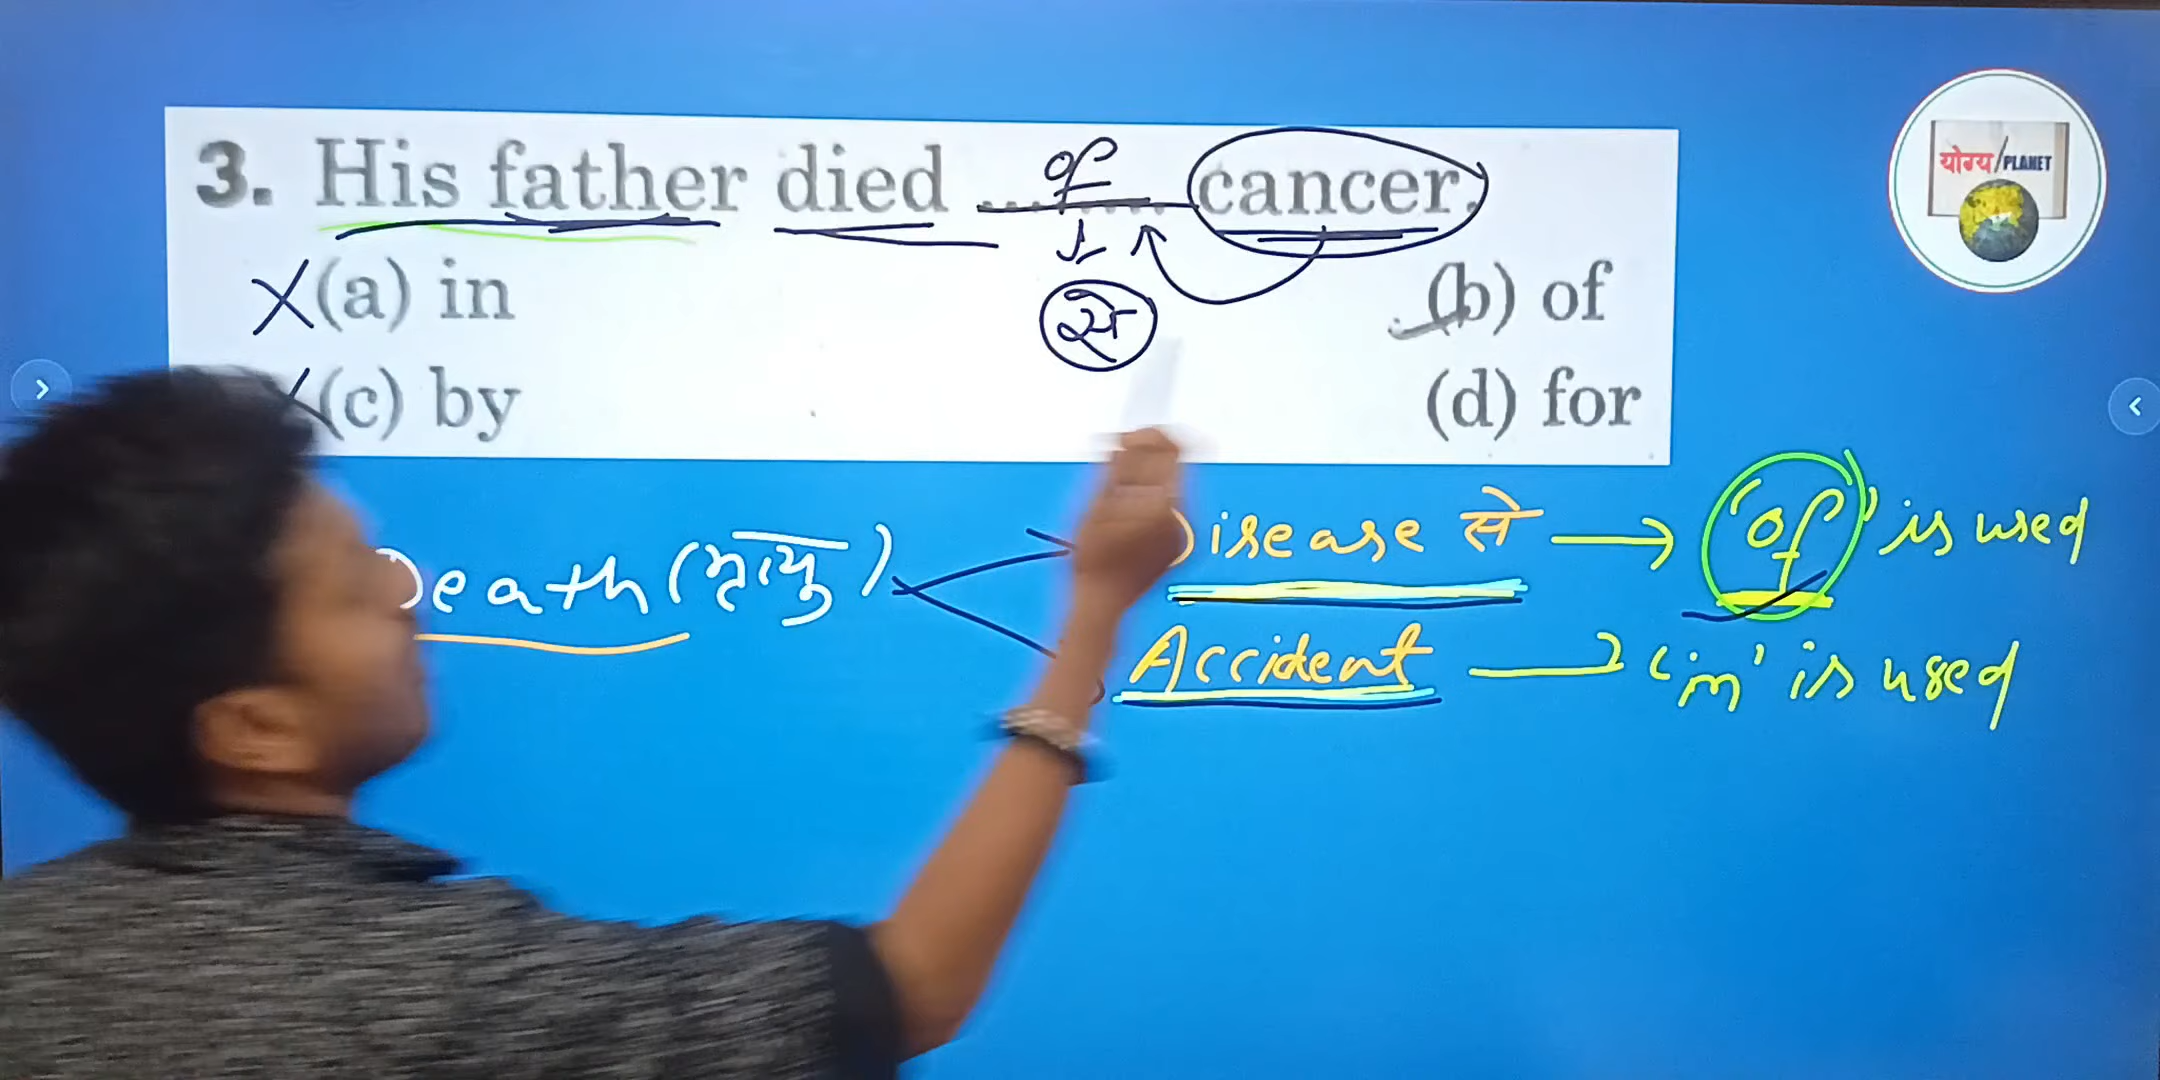 योग्य/PLANET
3. His father died of cancer.
से
X (a) in
(b) of
(c) by
(d) for
Death (मृत्यु)
Disease से → 'of' is used
Accident → 'in' is used